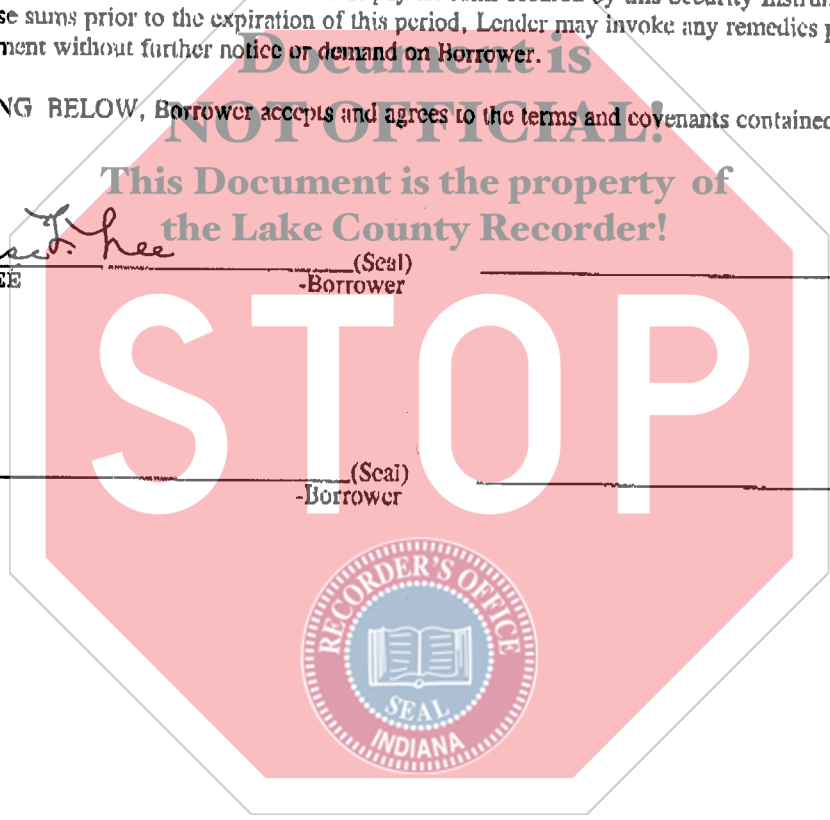 se sums prior to the expiration of this period, Lender may invoke any remedies
ment without further notice or demand on Borrower.
Document is
NG BELOW, Borrower accepts and agrees to the terms and covenants contained
NOT OFFICIAL!
This Document is the property of
the Lake County Recorder!
T. Lee
(Seal)
-Borrower
EE
STOP
(Seal)
-Borrower
RECORDER'S OFFICE
SEAL
INDIANA